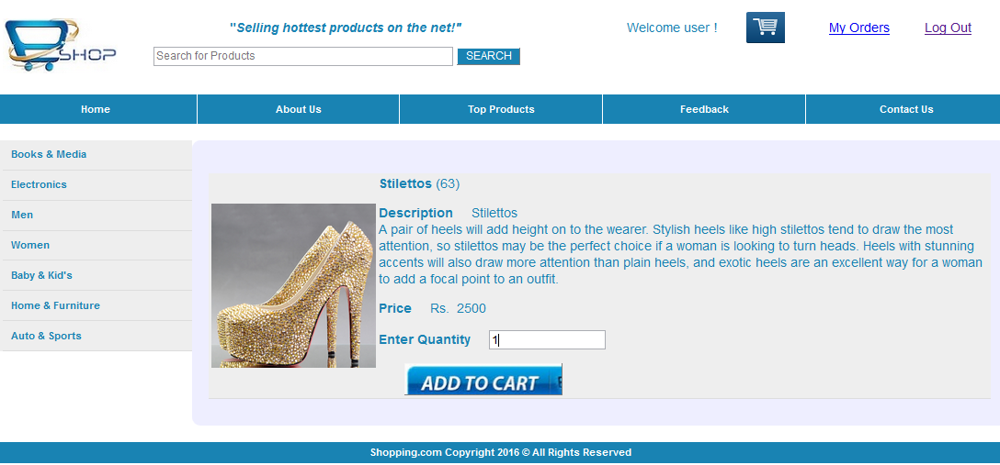 SHOP
"Selling hottest products on the net!"
Welcome user !
My Orders
Log Out
Search for Products
SEARCH
Home
About Us
Top Products
Feedback
Contact Us
Books & Media
Electronics
Men
Women
Baby & Kid's
Home & Furniture
Auto & Sports
Stilettos (63)
Description Stilettos
A pair of heels will add height on to the wearer. Stylish heels like high stilettos tend to draw the most
attention, so stilettos may be the perfect choice if a woman is looking to turn heads. Heels with stunning
accents will also draw more attention than plain heels, and exotic heels are an excellent way for a woman
to add a focal point to an outfit.
Price Rs. 2500
Enter Quantity 1
ADD TO CART
Shopping.com Copyright 2016 © All Rights Reserved